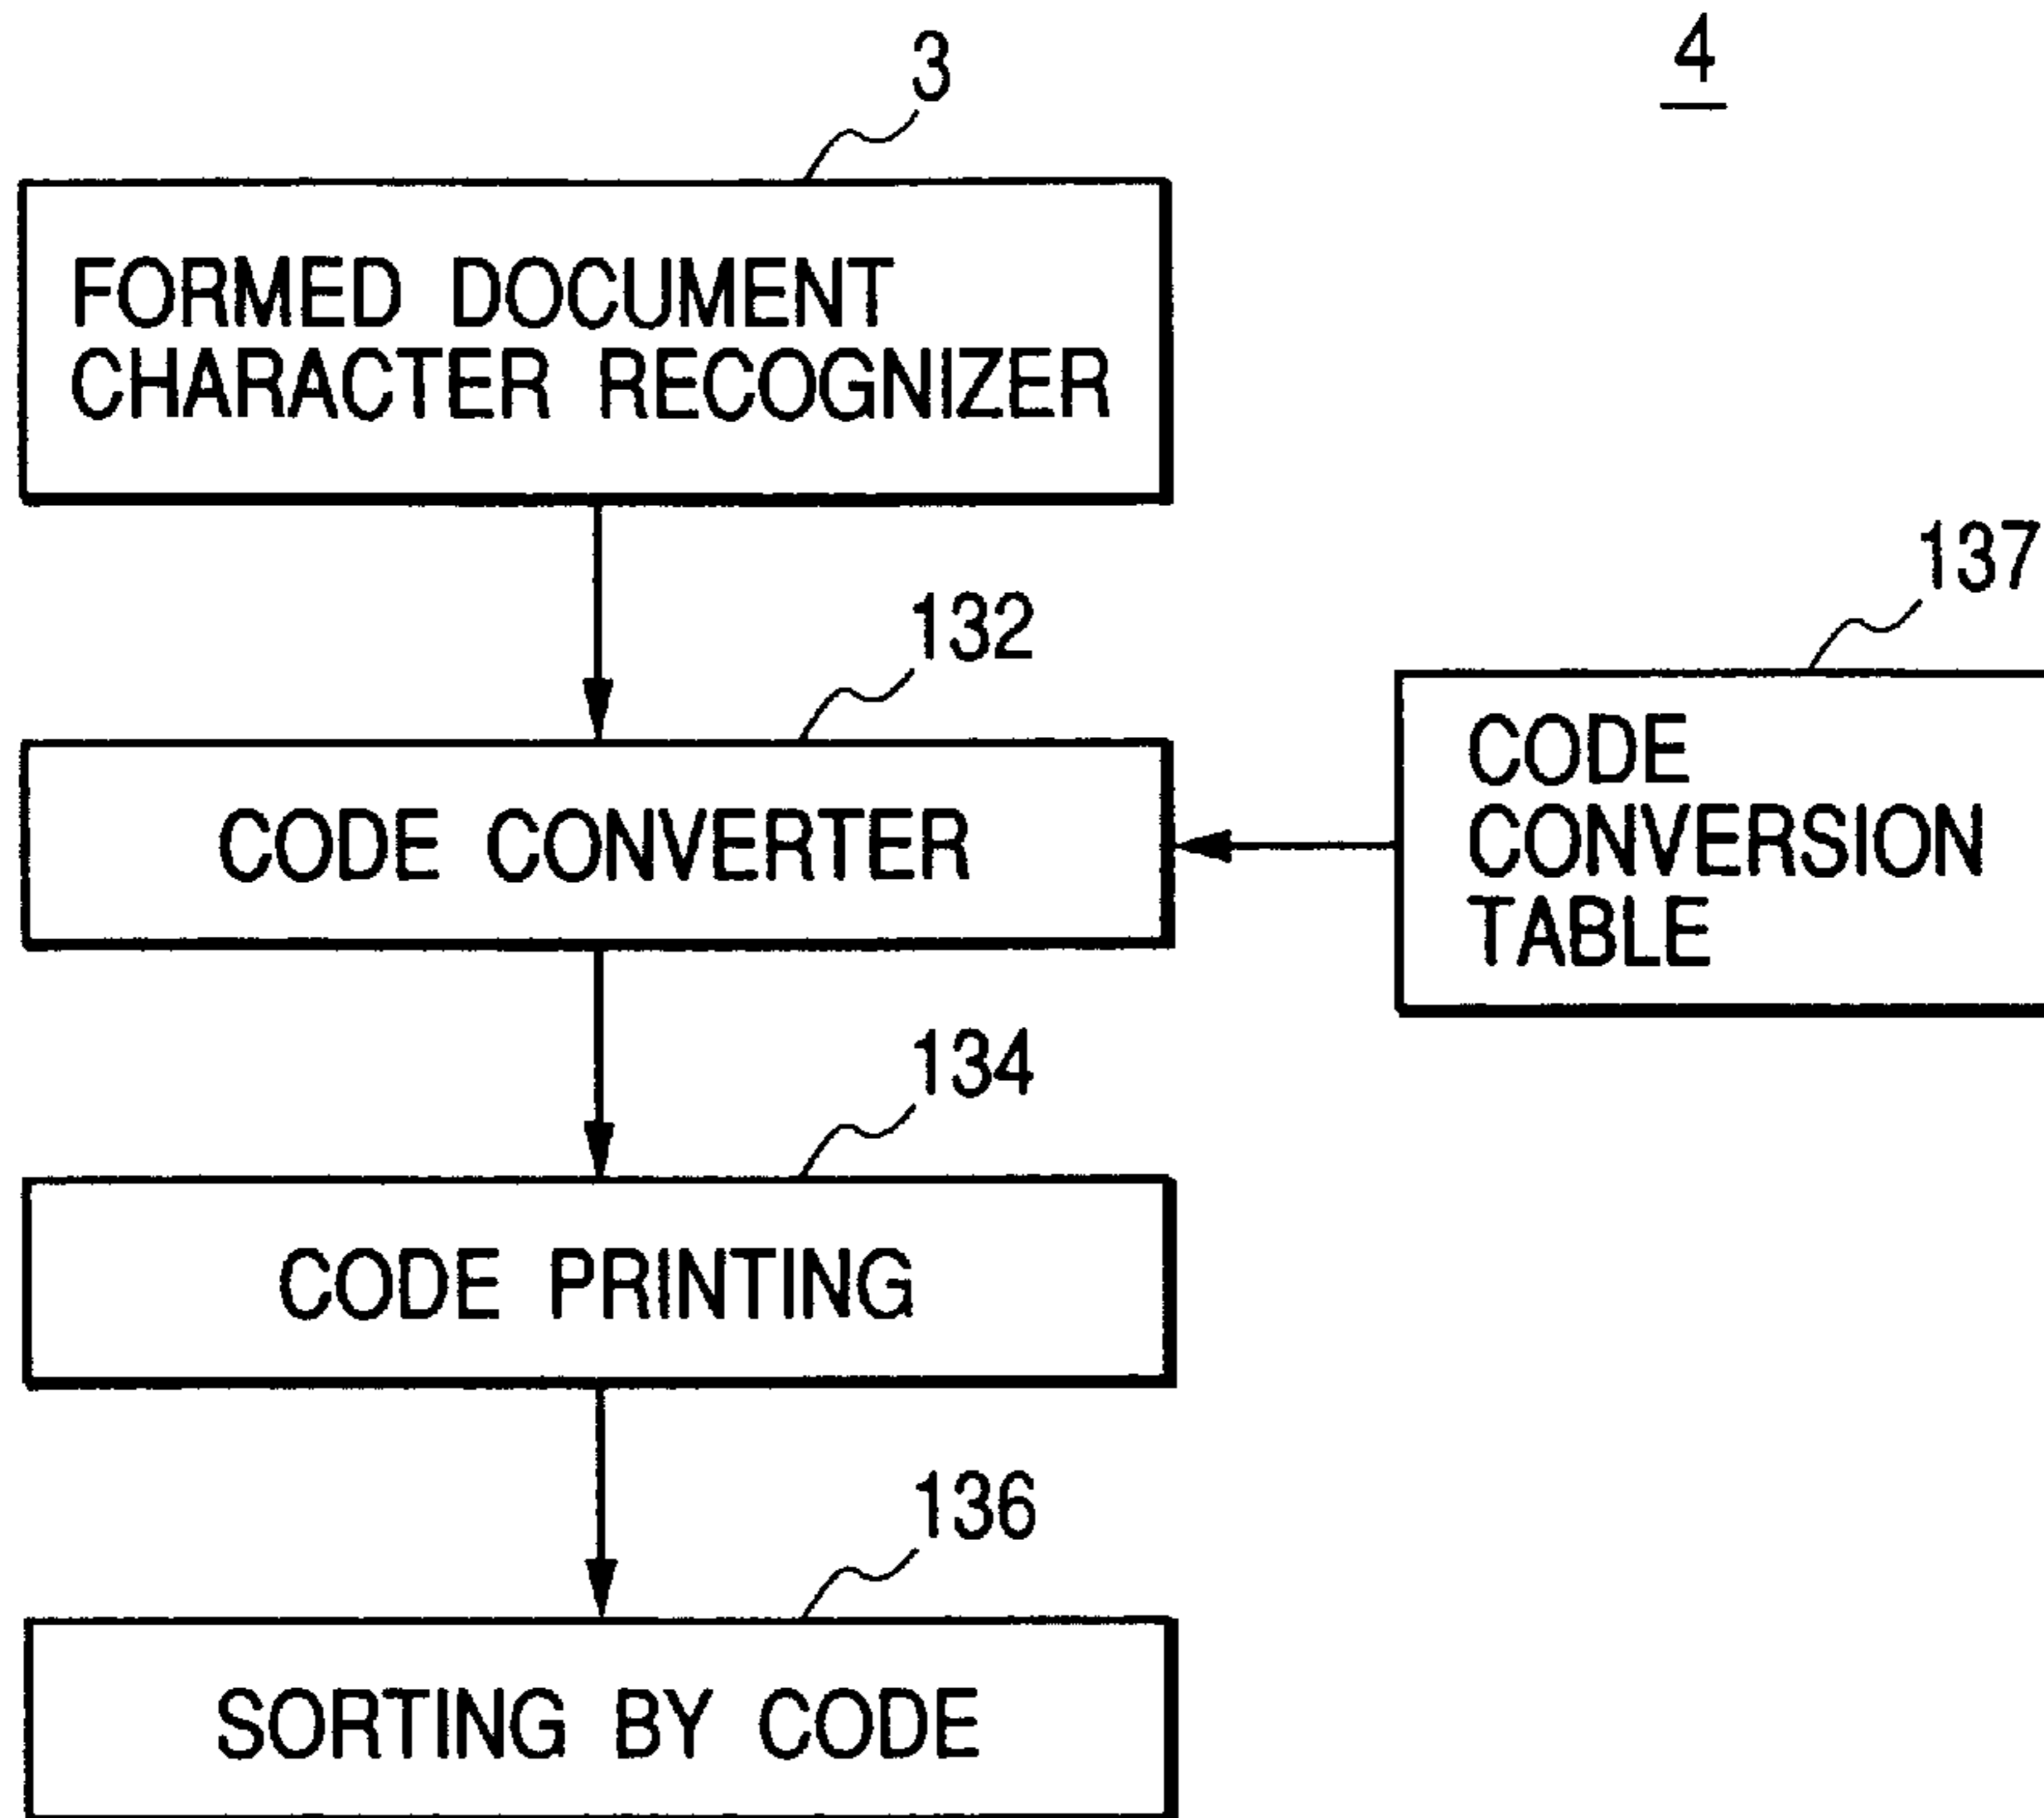 4
3
FORMED DOCUMENT
CHARACTER RECOGNIZER
137
132
CODE
CONVERSION
TABLE
CODE CONVERTER
134
CODE PRINTING
136
SORTING BY CODE